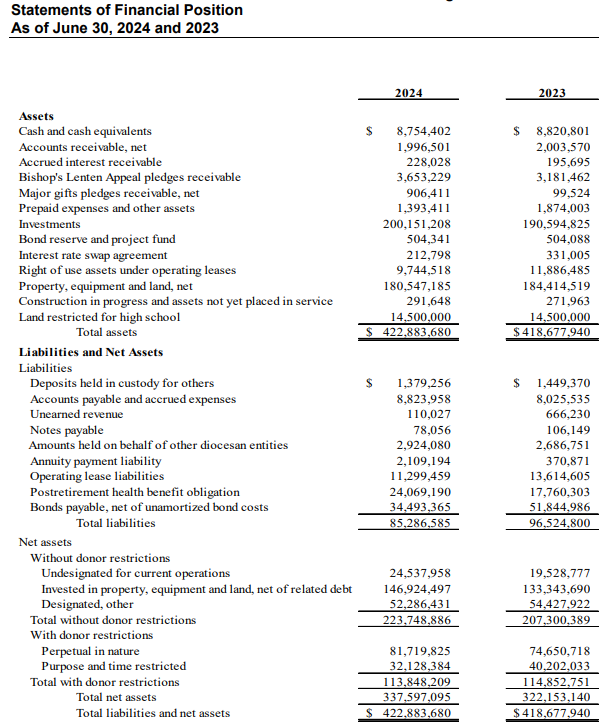 Statements of Financial Position
As of June 30, 2024 and 2023
2024 2023
Assets
Cash and cash equivalents $ 8,754,402 $ 8,820,801
Accounts receivable, net 1,996,501 2,003,570
Accrued interest receivable 228,028 195,695
Bishop's Lenten Appeal pledges receivable 3,653,229 3,181,462
Major gifts pledges receivable, net 906,411 99,524
Prepaid expenses and other assets 1,393,411 1,874,003
Investments 200,151,208 190,594,825
Bond reserve and project fund 504,341 504,088
Interest rate swap agreement 212,798 331,005
Right of use assets under operating leases 9,744,518 11,886,485
Property, equipment and land, net 180,547,185 184,414,519
Construction in progress and assets not yet placed in service 291,648 271,963
Land restricted for high school 14,500,000 14,500,000
Total assets $ 422,883,680 $ 418,677,940
Liabilities and Net Assets
Liabilities
Deposits held in custody for others $ 1,379,256 $ 1,449,370
Accounts payable and accrued expenses 8,823,958 8,025,535
Unearned revenue 110,027 666,230
Notes payable 78,056 106,149
Amounts held on behalf of other diocesan entities 2,924,080 2,686,751
Annuity payment liability 2,109,194 370,871
Operating lease liabilities 11,299,459 13,614,605
Postretirement health benefit obligation 24,069,190 17,760,303
Bonds payable, net of unamortized bond costs 34,493,365 51,844,986
Total liabilities 85,286,585 96,524,800
Net assets
Without donor restrictions
Undesignated for current operations 24,537,958 19,528,777
Invested in property, equipment and land, net of related debt 146,924,497 133,343,690
Designated, other 52,286,431 54,427,922
Total without donor restrictions 223,748,886 207,300,389
With donor restrictions
Perpetual in nature 81,719,825 74,650,718
Purpose and time restricted 32,128,384 40,202,033
Total with donor restrictions 113,848,209 114,852,751
Total net assets 337,597,095 322,153,140
Total liabilities and net assets $ 422,883,680 $ 418,677,940